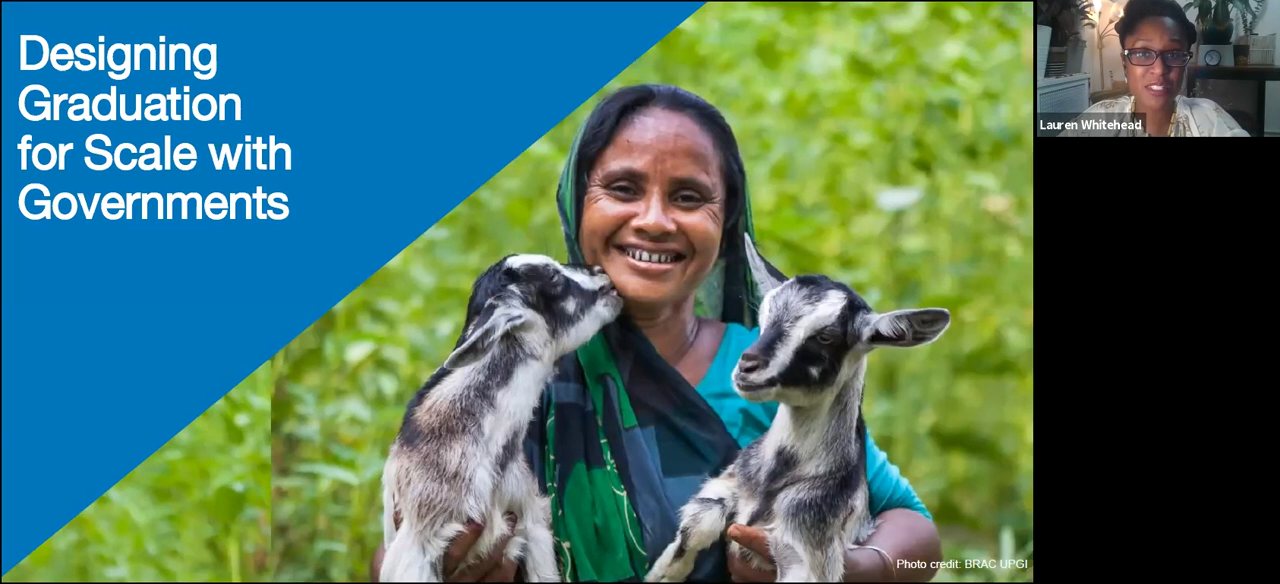 Designing
Graduation
for Scale with
Governments
Lauren Whitehead
Photo credit: BRAC UPGI